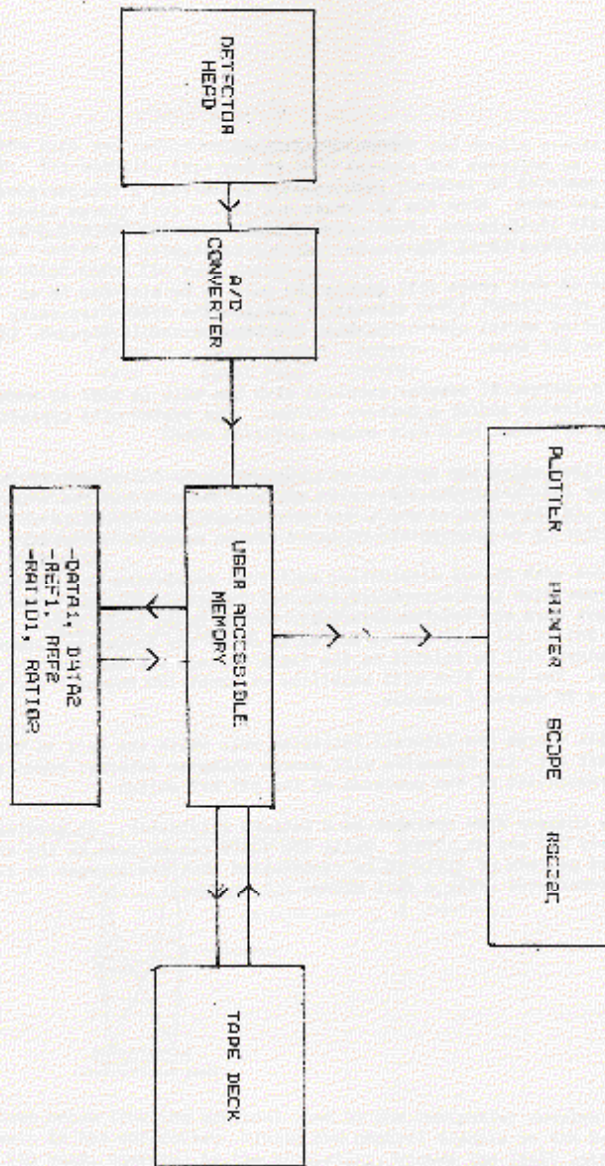 DETECTOR
HEAD
A/D
CONVERTER
USER ACCESSIBLE
MEMORY
-DATA1, DATA2
-REF1, REF2
-RATIO1, RATIO2
PLOTTER PRINTER SCOPE RS232C
TAPE DECK